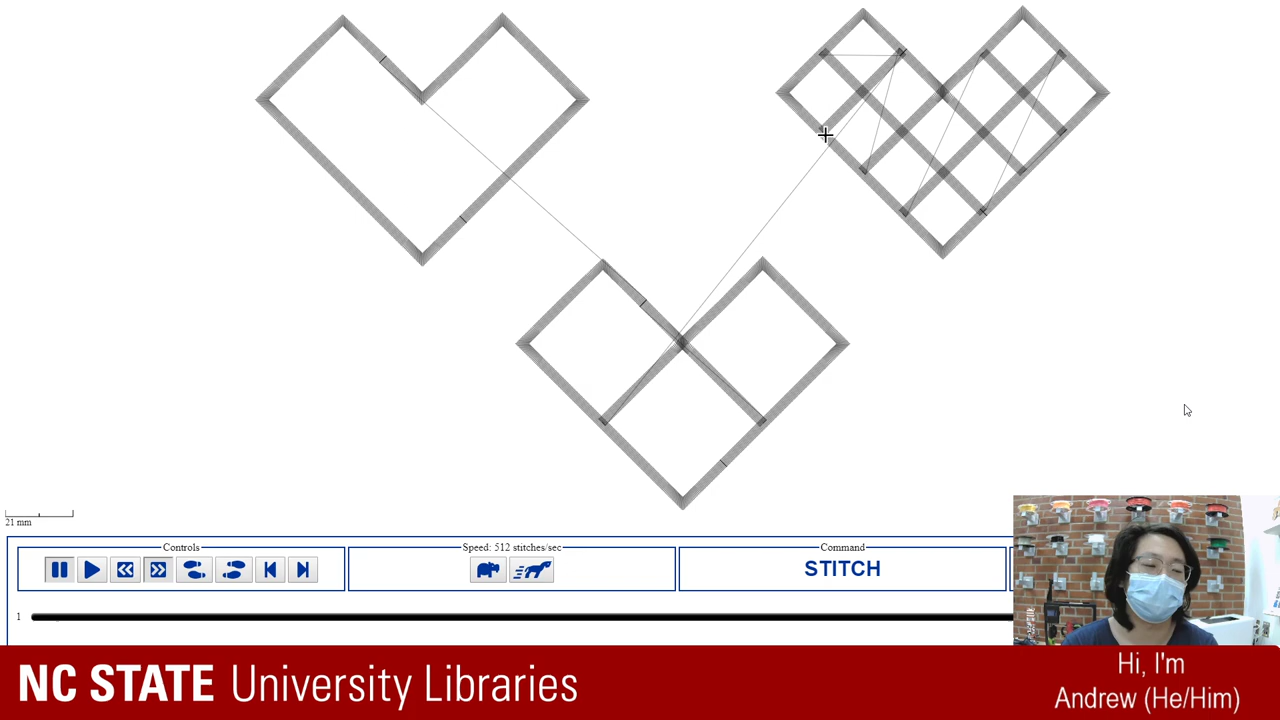 21 mm
Controls
Speed: 512 stitches/sec
Command
STITCH
1
NC STATE University Libraries
Hi, I'm
Andrew (He/Him)